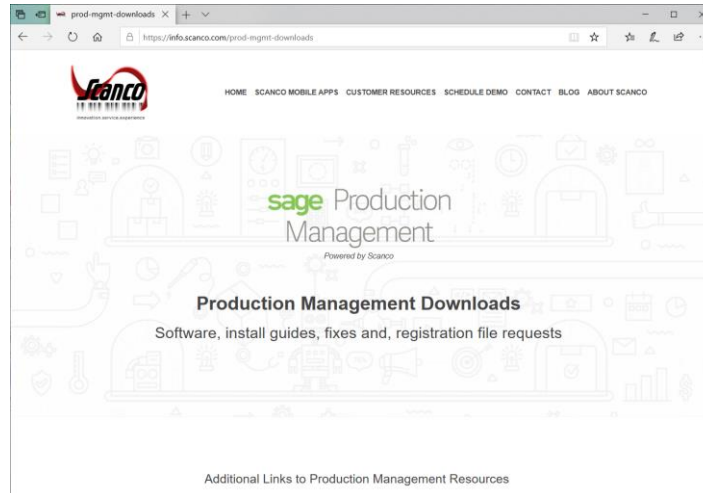 prod-mgmt-downloads
https://info.scanco.com/prod-mgmt-downloads
Scanco
innovation.service.experience
HOME SCANCO MOBILE APPS CUSTOMER RESOURCES SCHEDULE DEMO CONTACT BLOG ABOUT SCANCO
sage Production
Management
Powered by Scanco
Production Management Downloads
Software, install guides, fixes and, registration file requests
Additional Links to Production Management Resources